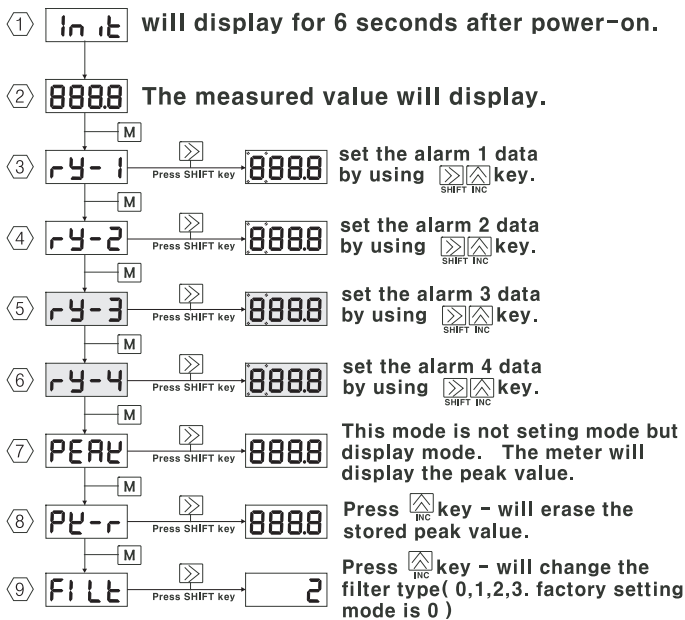 1 Init will display for 6 seconds after power-on.
2 888.8 The measured value will display.
M
3 rY-1 Press SHIFT key 888.8 set the alarm 1 data
by using SHIFT INC key.
M
4 rY-2 Press SHIFT key 888.8 set the alarm 2 data
by using SHIFT INC key.
M
5 rY-3 Press SHIFT key 888.8 set the alarm 3 data
by using SHIFT INC key.
M
6 rY-4 Press SHIFT key 888.8 set the alarm 4 data
by using SHIFT INC key.
M
7 PEAK Press SHIFT key 888.8 This mode is not seting mode but
display mode. The meter will
display the peak value.
M
8 PK-r Press SHIFT key 888.8 Press INC key - will erase the
stored peak value.
M
9 FILt Press SHIFT key 2 Press INC key - will change the
filter type( 0,1,2,3. factory setting
mode is 0 )